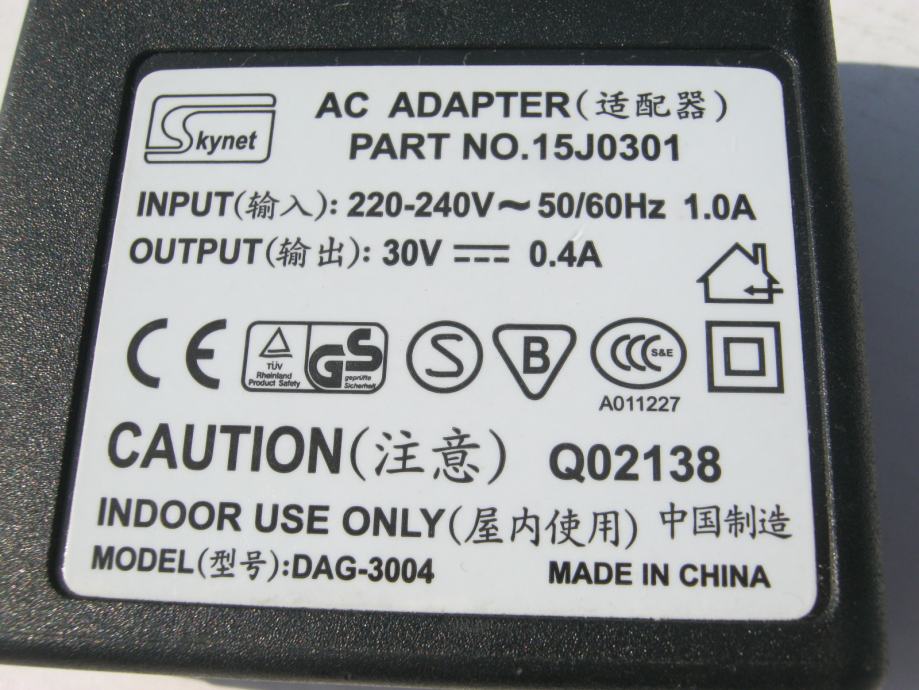 Skynet
AC ADAPTER(适配器)
PART NO.15J0301
INPUT(输入): 220-240V～50/60Hz 1.0A
OUTPUT(输出): 30V ⎓ 0.4A
CE TÜV Rheinland Product Safety GS geprüfte Sicherheit S B CCC S&E
A011227
CAUTION(注意) Q02138
INDOOR USE ONLY(屋内使用) 中国制造
MODEL(型号):DAG-3004 MADE IN CHINA